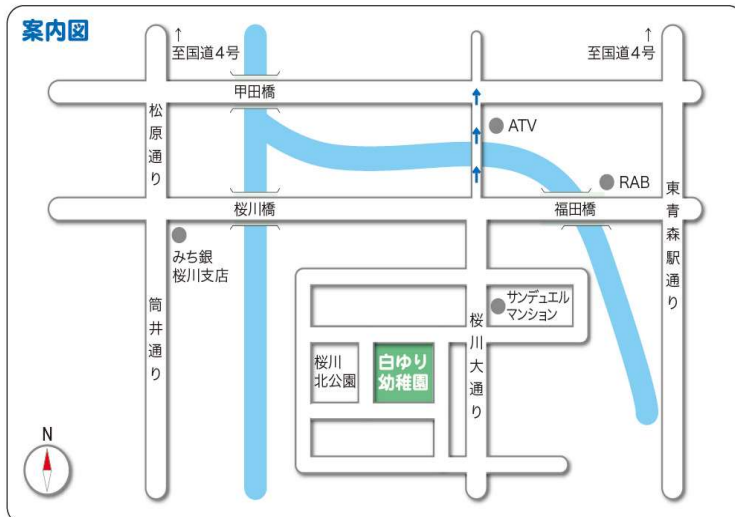 案内図
↑
至国道4号
↑
至国道4号
甲田橋
松原通り
ATV
RAB
東青森駅通り
桜川橋
福田橋
みち銀
桜川支店
サンデュエル
マンション
筒井通り
桜川大通り
桜川
北公園
白ゆり
幼稚園
N